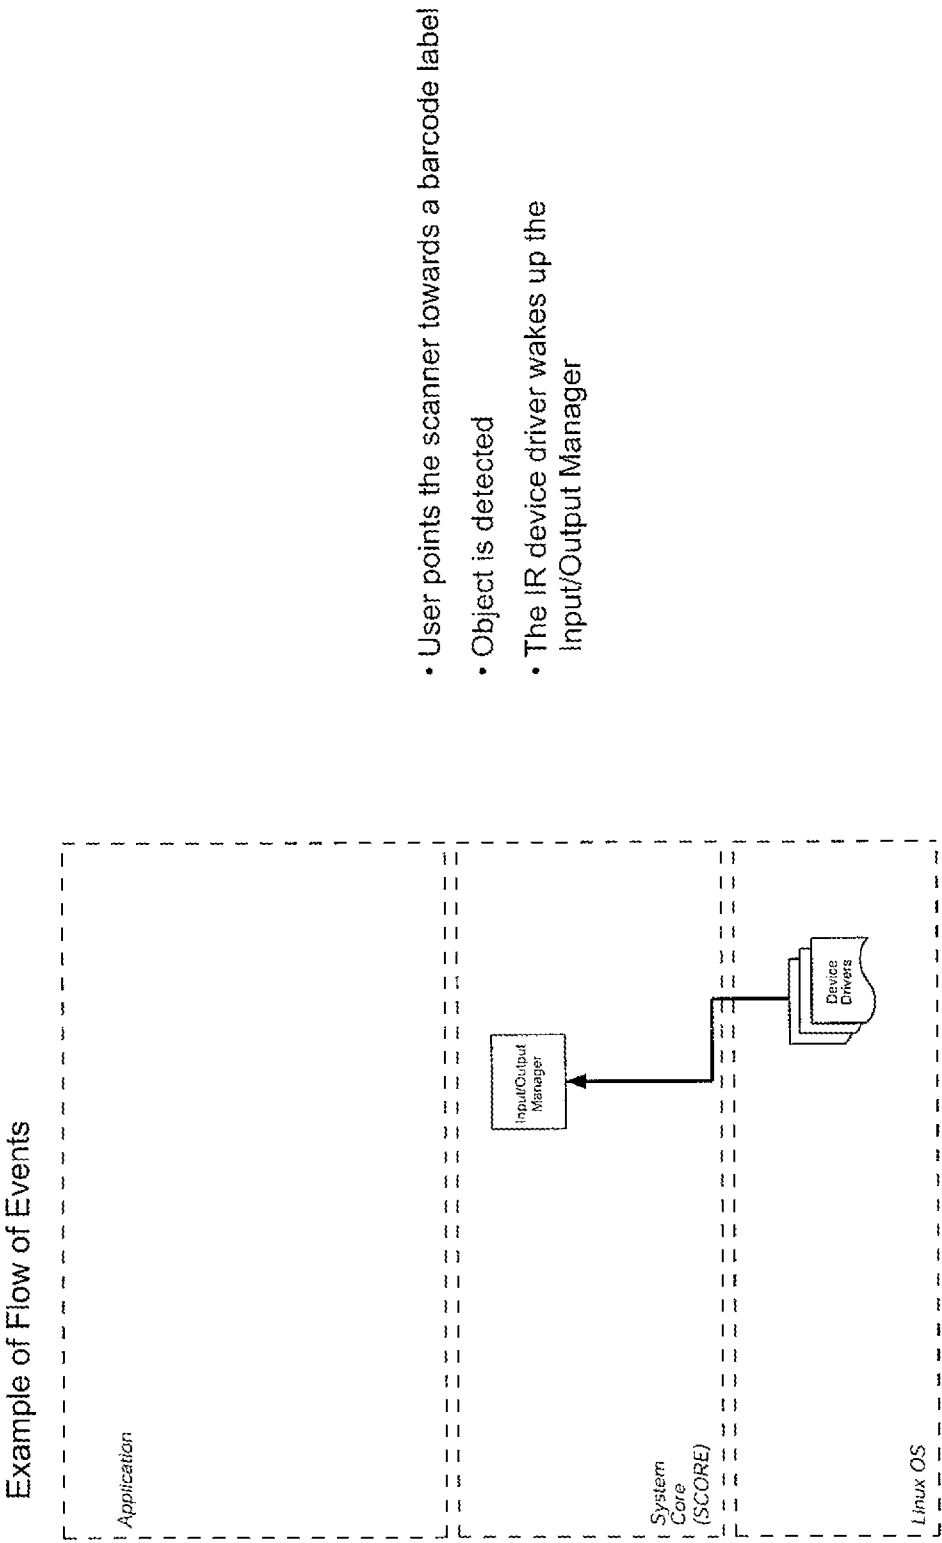 Example of Flow of Events
Application
System
Core
(SCORE)
Linux OS
Input/Output
Manager
Device
Drivers
• User points the scanner towards a barcode label
• Object is detected
• The IR device driver wakes up the
Input/Output Manager